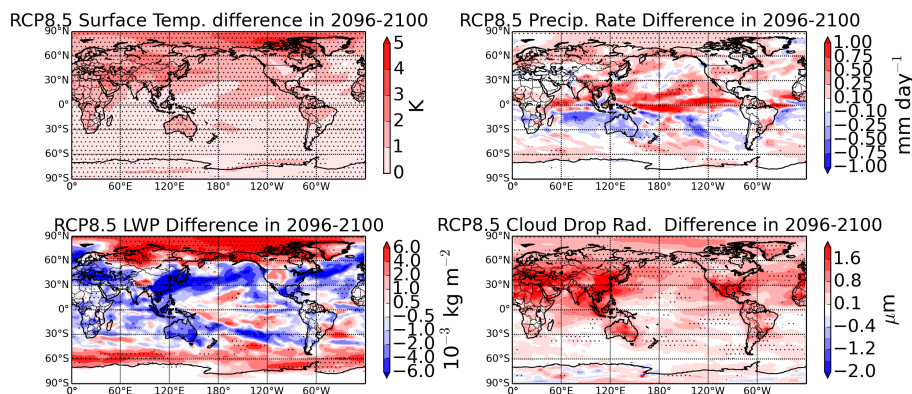 RCP8.5 Surface Temp. difference in 2096-2100
90°N
60°N
30°N
0°
30°S
60°S
90°S
0° 60°E 120°E 180° 120°W 60°W
5
4
3
2
1
0
K
RCP8.5 Precip. Rate Difference in 2096-2100
90°N
60°N
30°N
0°
30°S
60°S
90°S
0° 60°E 120°E 180° 120°W 60°W
1.00
0.75
0.50
0.25
0.10
−0.10
−0.25
−0.50
−0.75
−1.00
mm day⁻¹
RCP8.5 LWP Difference in 2096-2100
90°N
60°N
30°N
0°
30°S
60°S
90°S
0° 60°E 120°E 180° 120°W 60°W
6.0
4.0
2.0
1.0
0.5
−0.5
−1.0
−2.0
−4.0
−6.0
10⁻³ kg m⁻²
RCP8.5 Cloud Drop Rad. Difference in 2096-2100
90°N
60°N
30°N
0°
30°S
60°S
90°S
0° 60°E 120°E 180° 120°W 60°W
1.6
0.8
0.1
−0.4
−1.2
−2.0
μm